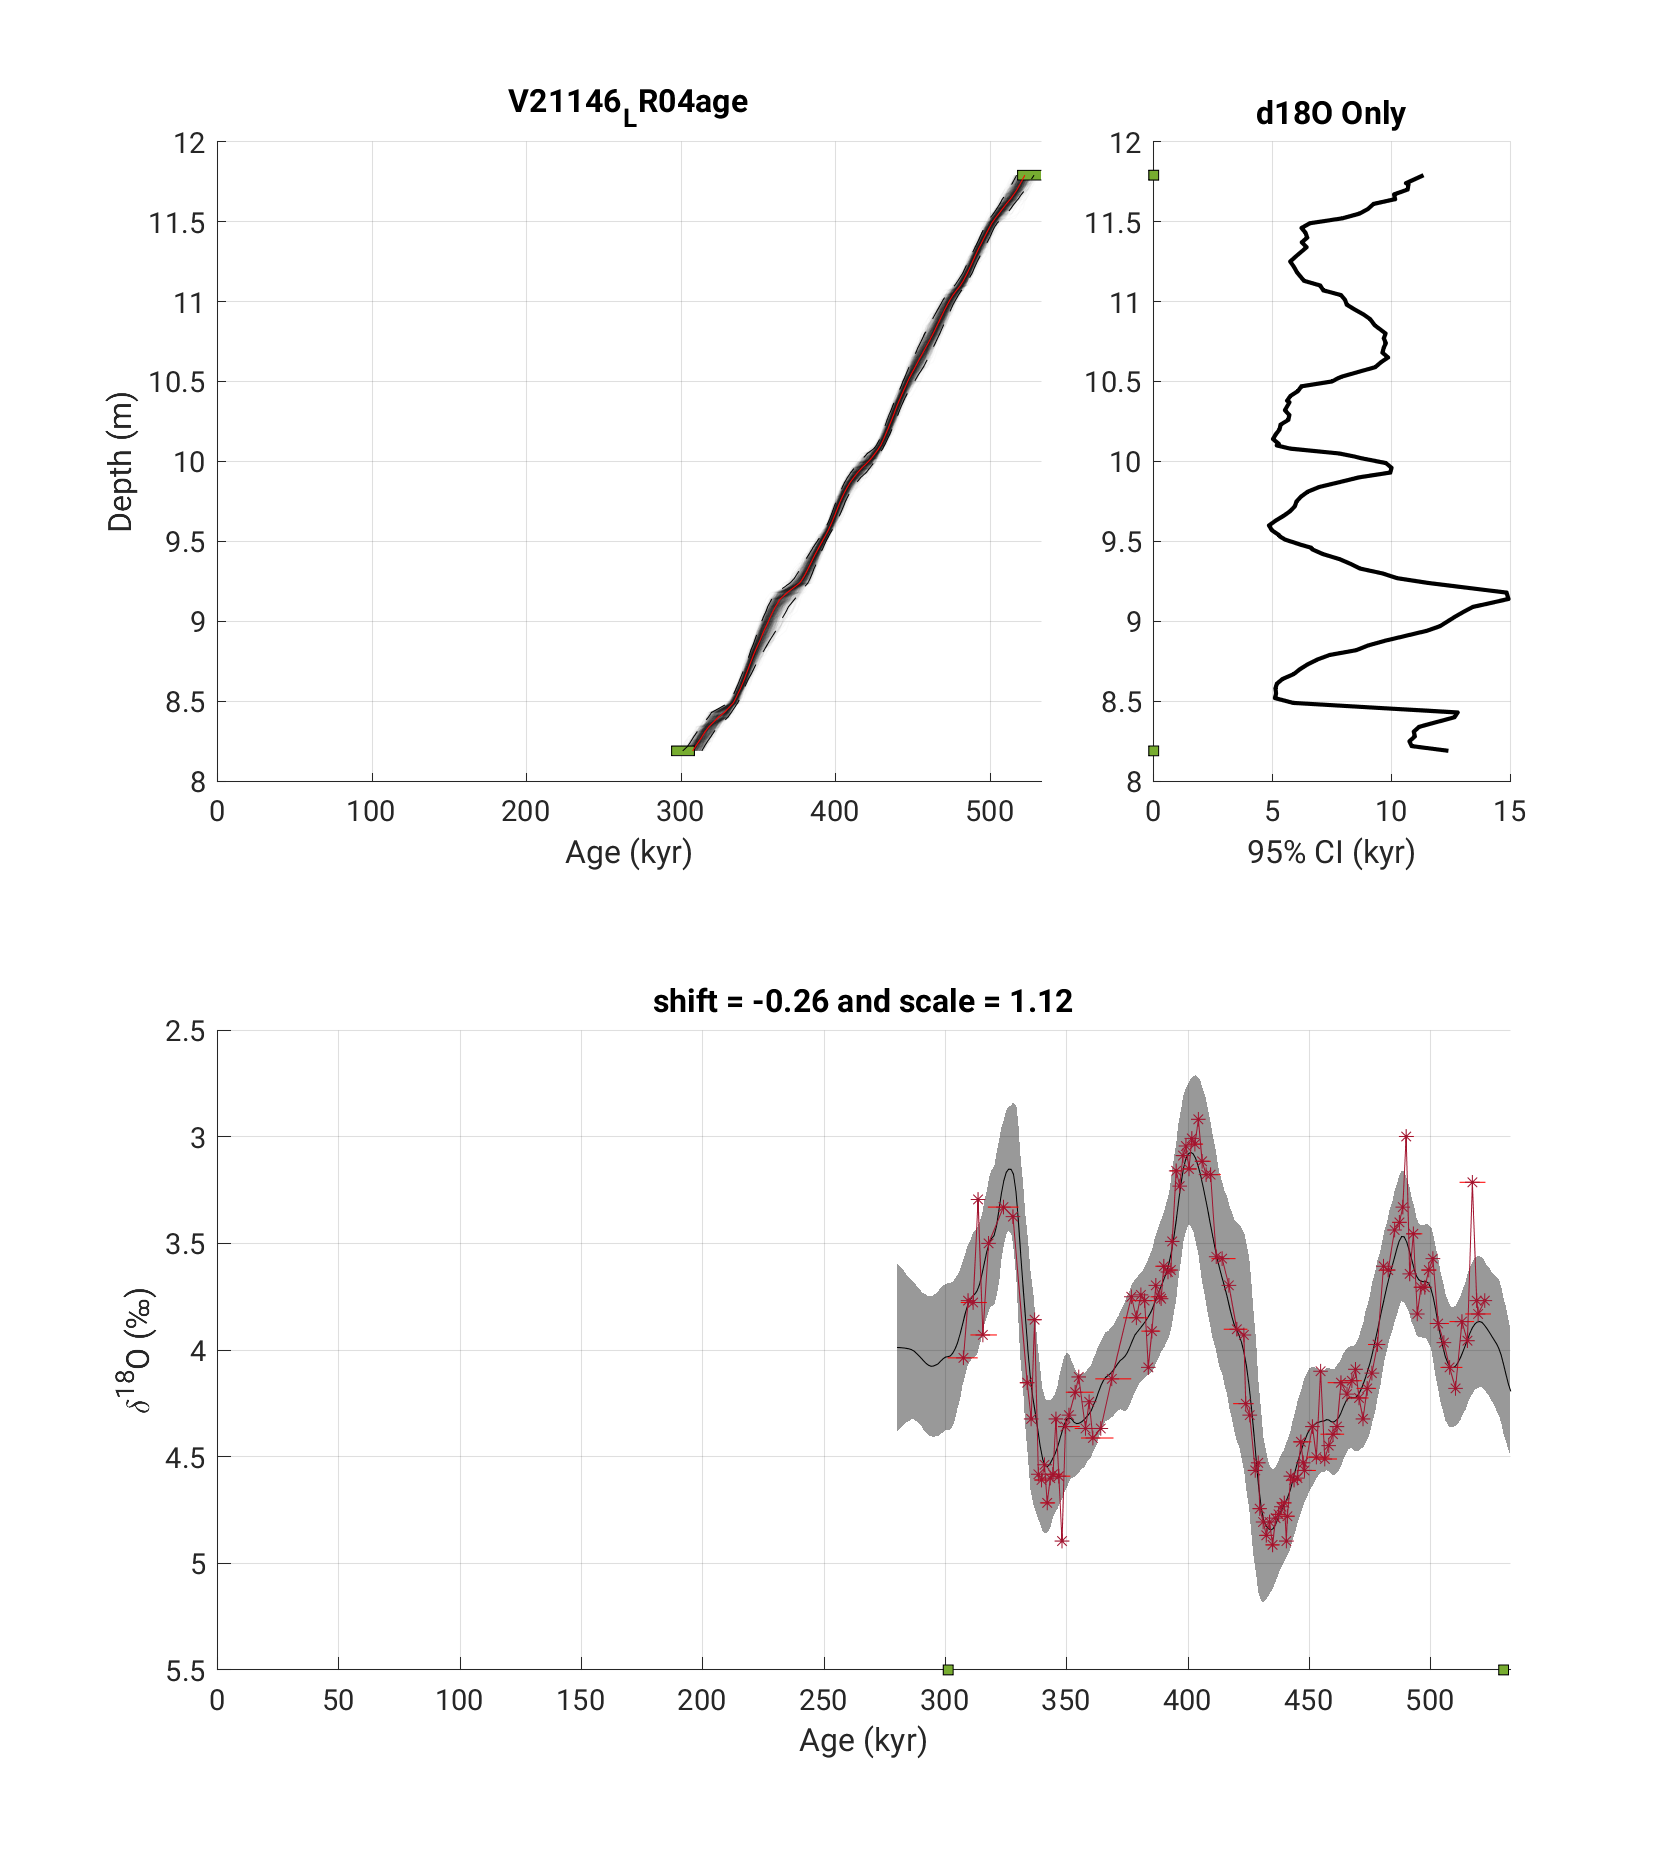 V21146LR04age
12
11.5
11
10.5
10
9.5
9
8.5
8
Depth (m)
0 100 200 300 400 500
Age (kyr)
d18O Only
12
11.5
11
10.5
10
9.5
9
8.5
8
0 5 10 15
95% CI (kyr)
shift = -0.26 and scale = 1.12
2.5
3
3.5
4
4.5
5
5.5
δ18O (‰)
0 50 100 150 200 250 300 350 400 450 500
Age (kyr)